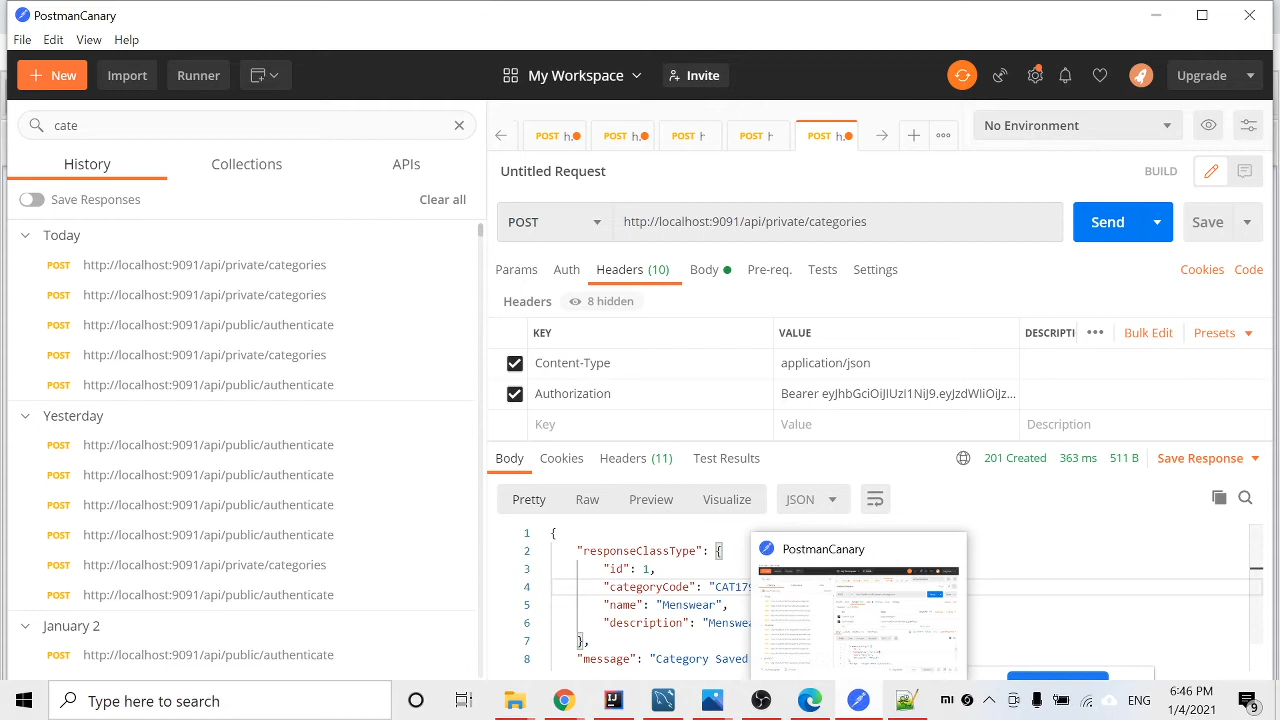 PostmanCanary
File Edit View Help
New Import Runner My Workspace Invite Upgrade
cate
POST h. POST h. POST h POST h POST h. No Environment
History Collections APIs
Untitled Request BUILD
Save Responses Clear all
POST http://localhost:9091/api/private/categories Send Save
Today
POST http://localhost:9091/api/private/categories
POST http://localhost:9091/api/private/categories
POST http://localhost:9091/api/public/authenticate
POST http://localhost:9091/api/private/categories
POST http://localhost:9091/api/public/authenticate
Yesterday
POST http://localhost:9091/api/public/authenticate
POST http://localhost:9091/api/public/authenticate
POST http://localhost:9091/api/public/authenticate
POST http://localhost:9091/api/public/authenticate
POST http://localhost:9091/api/private/categories
POST http://localhost:9091/api/public/authenticate
January 2
POST http://localhost:9091/api/public/authenticate
Params Auth Headers (10) Body Pre-req. Tests Settings Cookies Code
Headers 8 hidden
KEY VALUE DESCRIPTI Bulk Edit Presets
Content-Type application/json
Authorization Bearer eyJhbGciOiJIUzI1NiJ9.eyJzdWIiOiJz...
Key Value Description
Body Cookies Headers (11) Test Results 201 Created 363 ms 511 B Save Response
Pretty Raw Preview Visualize JSON
1 {
2 "responseClassType": {
3 "id": 1,
4 "categoryCode": "CAT17
5 "Menswear",
6 "Menswe
7
8 "Category Saved
PostmanCanary
Type here to search
ENG
6:46 PM
1/4/2021
9